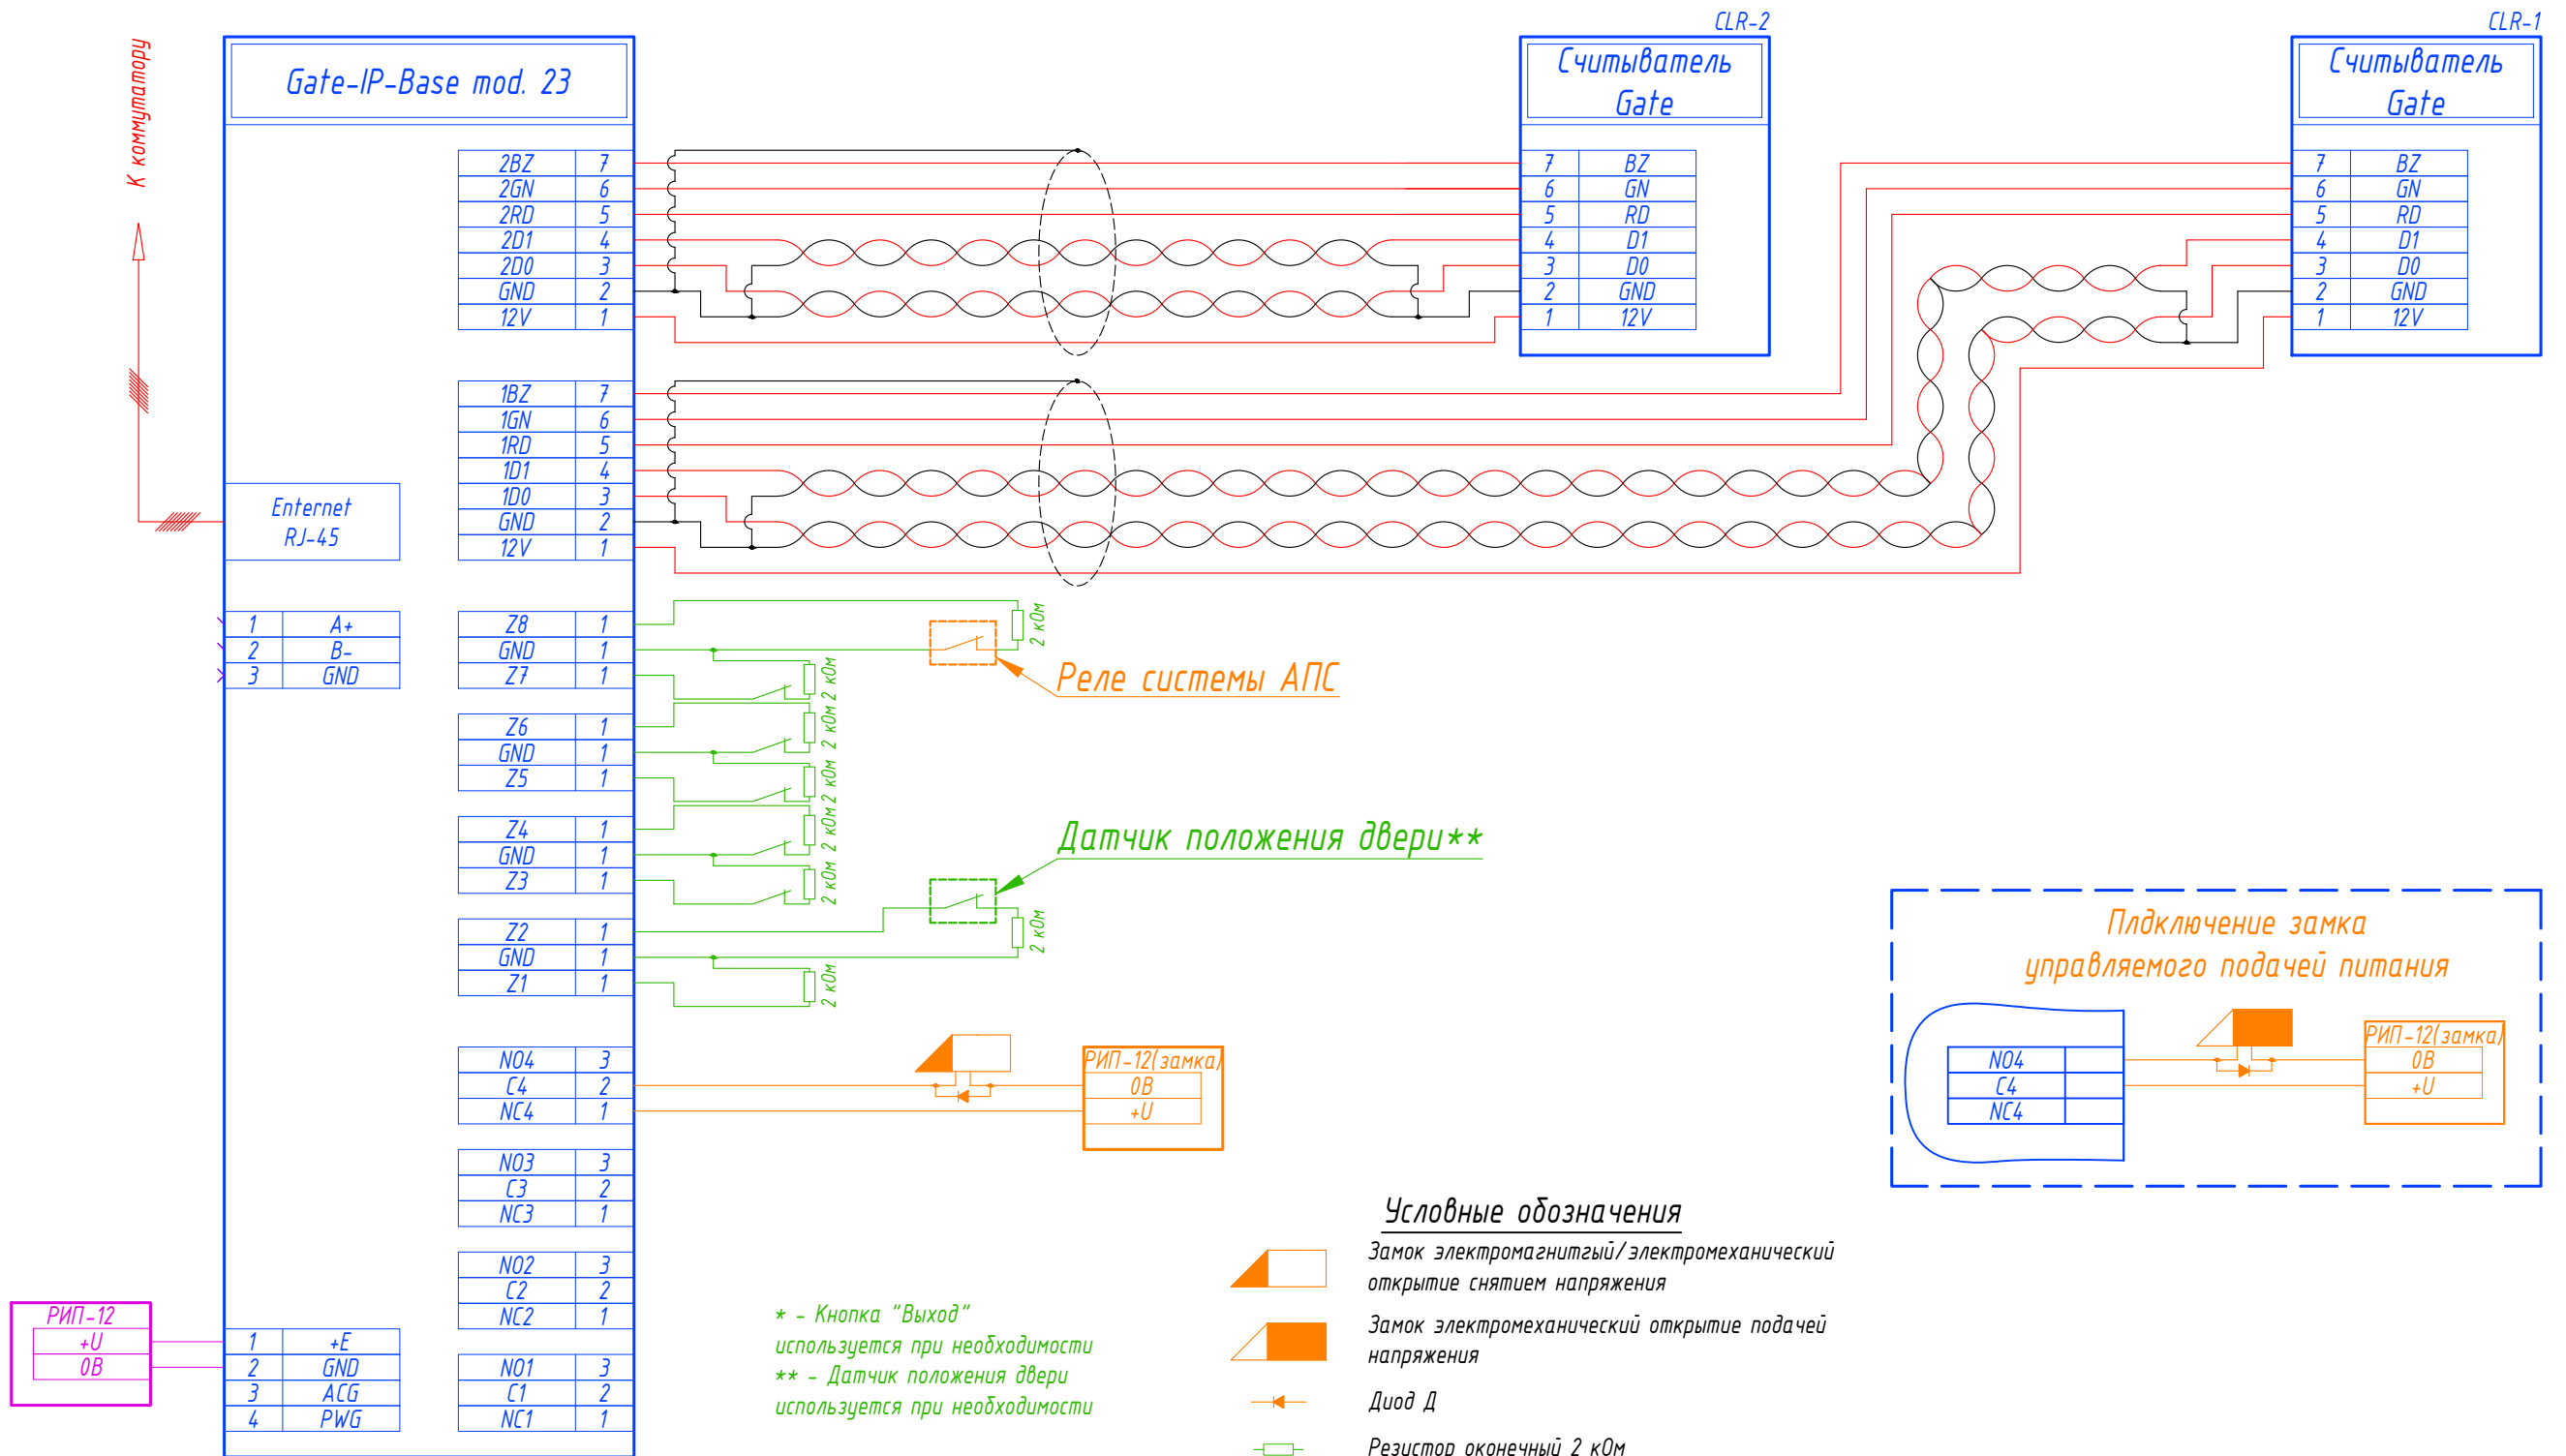 CLR-2
CLR-1
К коммутатору
Gate-IP-Base mod. 23
Считыватель
Gate
Считыватель
Gate
2BZ 7
2GN 6
2RD 5
2D1 4
2D0 3
GND 2
12V 1
7 BZ
6 GN
5 RD
4 D1
3 D0
2 GND
1 12V
7 BZ
6 GN
5 RD
4 D1
3 D0
2 GND
1 12V
1BZ 7
1GN 6
1RD 5
1D1 4
1D0 3
GND 2
12V 1
Enternet
RJ-45
1 A+
2 B-
3 GND
Z8 1
GND 1
Z7 1
2 кОм
2 кОм
Реле системы АПС
Z6 1
GND 1
Z5 1
2 кОм
2 кОм
Z4 1
GND 1
Z3 1
2 кОм
2 кОм
Датчик положения двери**
Z2 1
GND 1
Z1 1
2 кОм
2 кОм
Плдключение замка
управляемого подачей питания
NO4
C4
NC4
РИП-12(замка)
0В
+U
NO4 3
C4 2
NC4 1
РИП-12(замка)
0В
+U
NO3 3
C3 2
NC3 1
NO2 3
C2 2
NC2 1
NO1 3
C1 2
NC1 1
РИП-12
+U
0В
1 +E
2 GND
3 ACG
4 PWG
* - Кнопка "Выход"
используется при необходимости
** - Датчик положения двери
используется при необходимости
Условные обозначения
Замок электромагнитгый/электромеханический
открытие снятием напряжения
Замок электромеханический открытие подачей
напряжения
Диод Д
Резистор оконечный 2 кОм